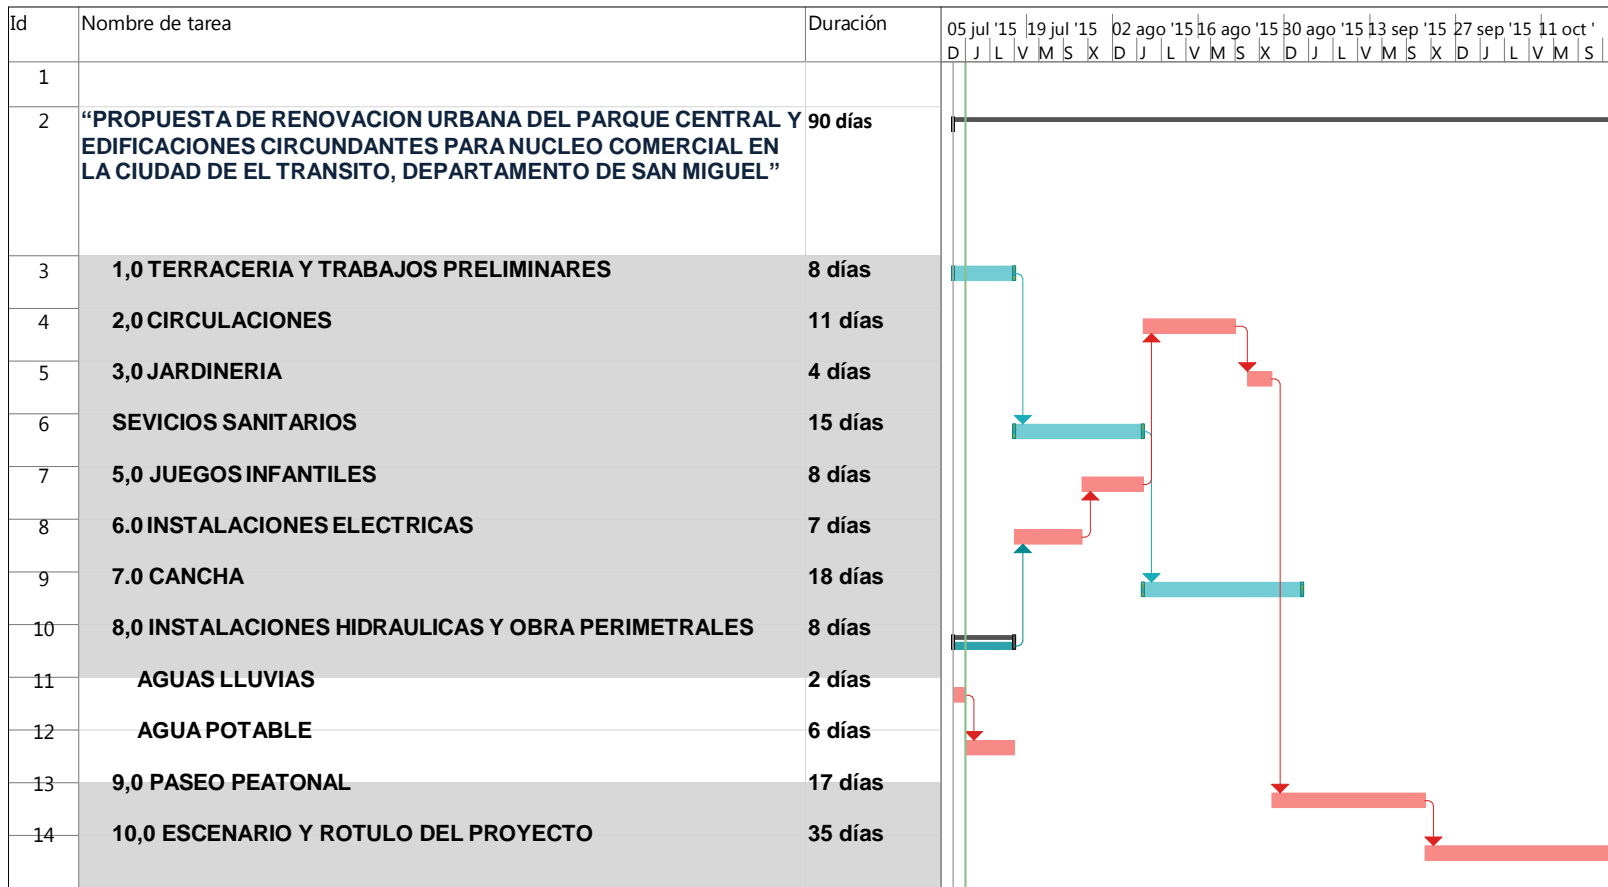 Id Nombre de tarea Duración 05 jul '15 19 jul '15 02 ago '15 16 ago '15 30 ago '15 13 sep '15 27 sep '15 11 oct '
D J L V M S X D J L V M S X D J L V M S X D J L V M S
1
2 “PROPUESTA DE RENOVACION URBANA DEL PARQUE CENTRAL Y 90 días
EDIFICACIONES CIRCUNDANTES PARA NUCLEO COMERCIAL EN
LA CIUDAD DE EL TRANSITO, DEPARTAMENTO DE SAN MIGUEL”
3 1,0 TERRACERIA Y TRABAJOS PRELIMINARES 8 días
4 2,0 CIRCULACIONES 11 días
5 3,0 JARDINERIA 4 días
6 SEVICIOS SANITARIOS 15 días
7 5,0 JUEGOS INFANTILES 8 días
8 6.0 INSTALACIONES ELECTRICAS 7 días
9 7.0 CANCHA 18 días
10 8,0 INSTALACIONES HIDRAULICAS Y OBRA PERIMETRALES 8 días
11 AGUAS LLUVIAS 2 días
12 AGUA POTABLE 6 días
13 9,0 PASEO PEATONAL 17 días
14 10,0 ESCENARIO Y ROTULO DEL PROYECTO 35 días